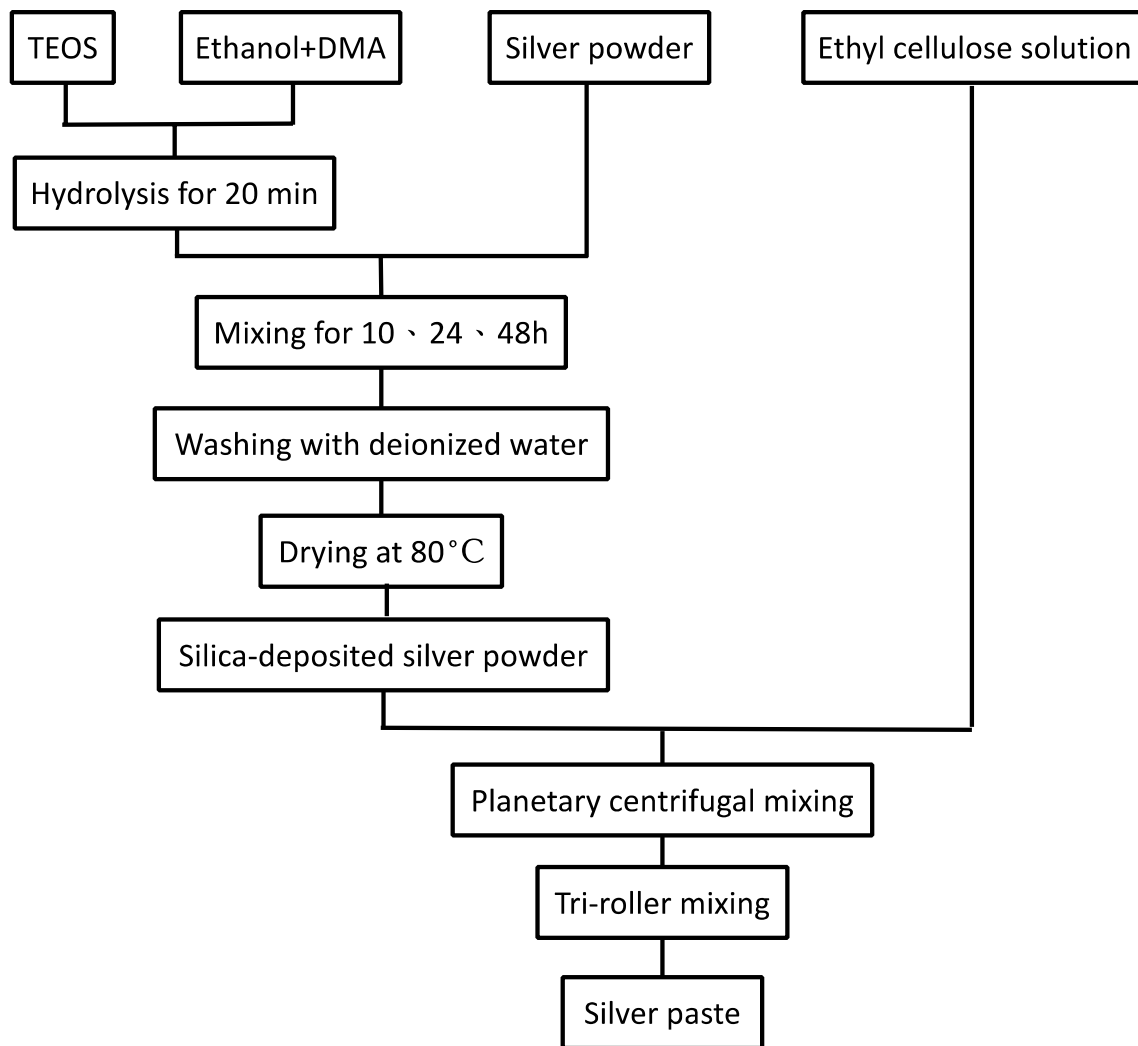 TEOS
Ethanol+DMA
Silver powder
Ethyl cellulose solution
Hydrolysis for 20 min
Mixing for 10、24、48h
Washing with deionized water
Drying at 80°C
Silica-deposited silver powder
Planetary centrifugal mixing
Tri-roller mixing
Silver paste